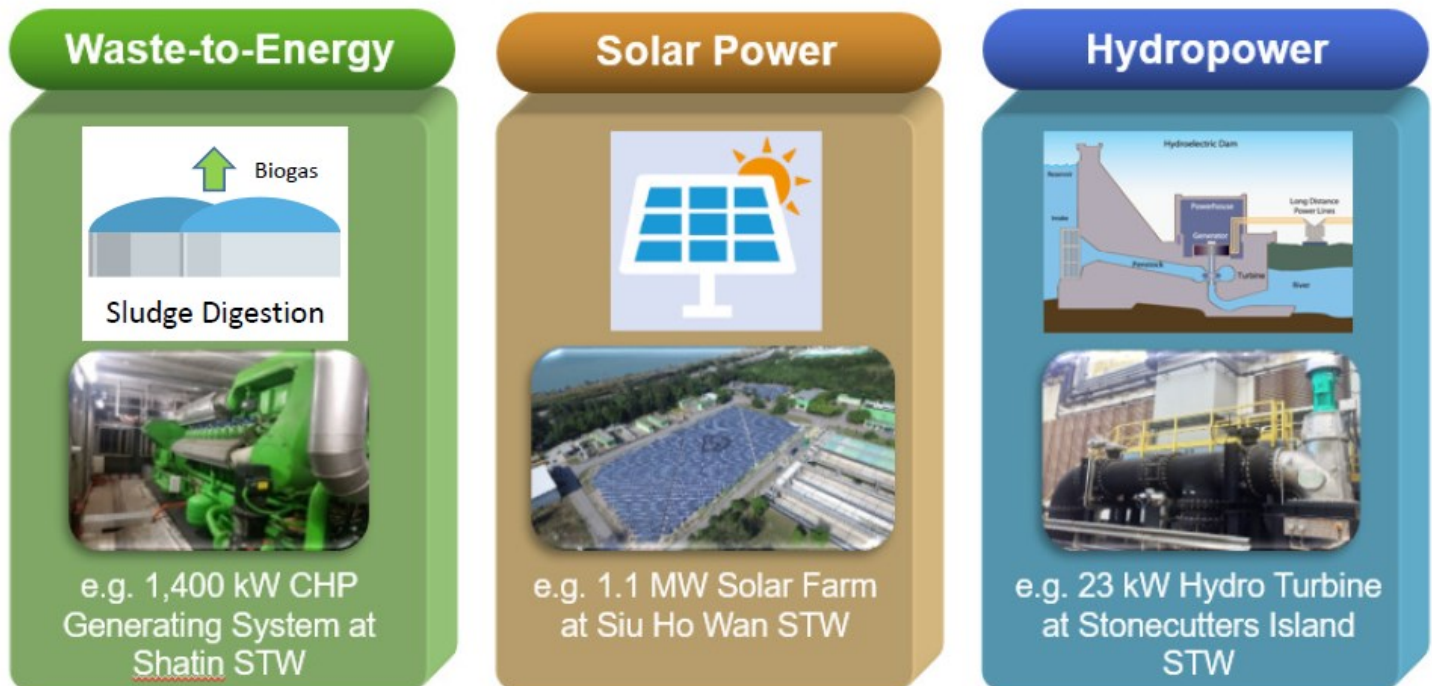 Waste-to-Energy
Biogas
Sludge Digestion
e.g. 1,400 kW CHP
Generating System at
Shatin STW
Solar Power
e.g. 1.1 MW Solar Farm
at Siu Ho Wan STW
Hydropower
Hydroelectric Dam
Reservoir
Intake
Powerhouse
Generator
Long Distance
Power Lines
Penstock
Turbine
River
e.g. 23 kW Hydro Turbine
at Stonecutters Island
STW